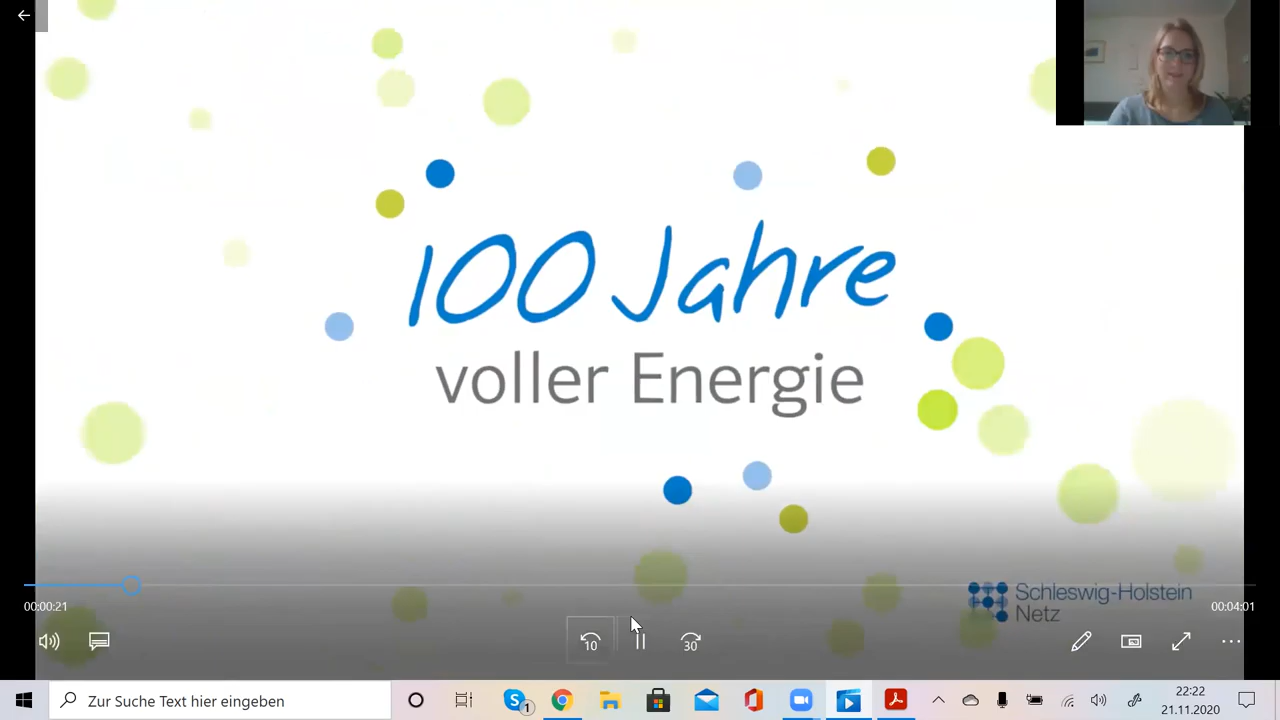 100 Jahre
voller Energie
Schleswig-Holstein
Netz
00:00:21
00:04:01
10
30
Zur Suche Text hier eingeben
1
22:22
21.11.2020